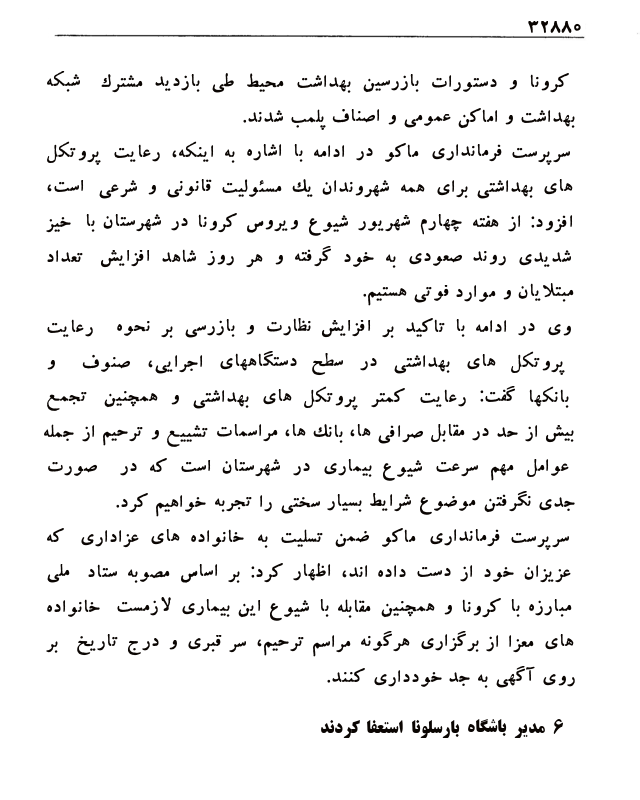 ۳۲۸۸۰
کرونا و دستورات بازرسین بهداشت محیط طی بازدید مشترك شبکه
بهداشت و اماکن عمومی و اصناف پلمب شدند.
سرپرست فرمانداری ماکو در ادامه با اشاره به اینکه، رعایت پروتکل
های بهداشتی برای همه شهروندان یك مسئولیت قانونی و شرعی است،
افزود: از هفته چهارم شهریور شیوع ویروس کرونا در شهرستان با خیز
شدیدی روند صعودی به خود گرفته و هر روز شاهد افزایش تعداد
مبتلایان و موارد فوتی هستیم.
وی در ادامه با تاکید بر افزایش نظارت و بازرسی بر نحوه رعایت
پروتکل های بهداشتی در سطح دستگاههای اجرایی، صنوف و
بانکها گفت: رعایت کمتر پروتکل های بهداشتی و همچنین تجمع
بیش از حد در مقابل صرافی ها، بانك ها، مراسمات تشییع و ترحیم از جمله
عوامل مهم سرعت شیوع بیماری در شهرستان است که در صورت
جدی نگرفتن موضوع شرایط بسیار سختی را تجربه خواهیم کرد.
سرپرست فرمانداری ماکو ضمن تسلیت به خانواده های عزاداری که
عزیزان خود از دست داده اند، اظهار کرد: بر اساس مصوبه ستاد ملی
مبارزه با کرونا و همچنین مقابله با شیوع این بیماری لازمست خانواده
های معزا از برگزاری هرگونه مراسم ترحیم، سر قبری و درج تاریخ بر
روی آگهی به جد خودداری کنند.
۶ مدیر باشگاه بارسلونا استعفا کردند